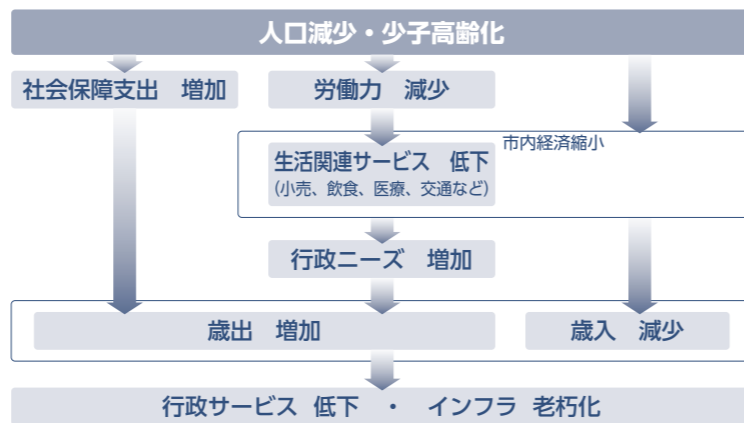 人口減少・少子高齢化
社会保障支出 増加
労働力 減少
市内経済縮小
生活関連サービス 低下
(小売、飲食、医療、交通など)
行政ニーズ 増加
歳出 増加
歳入 減少
行政サービス 低下 ・ インフラ 老朽化